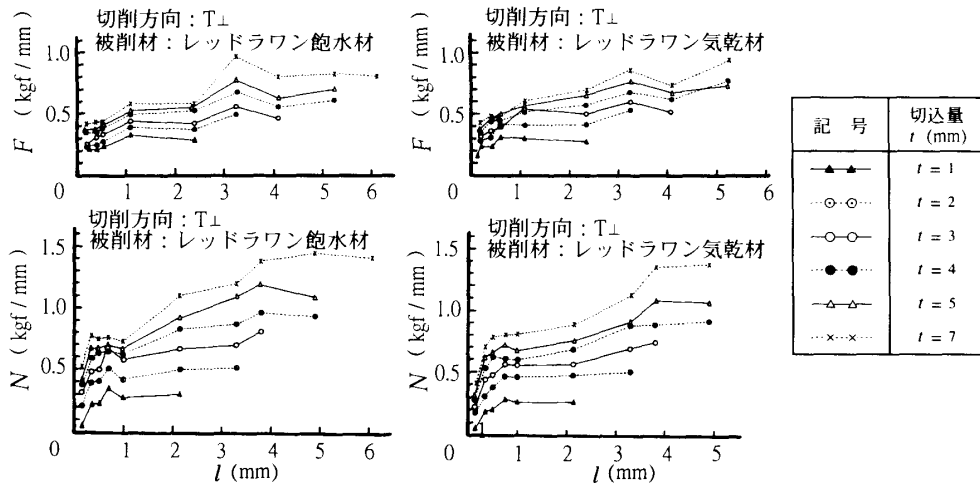 切削方向：T⊥
被削材：レッドラワン飽水材
F (kgf/mm)
1.0
0.5
0
1 2 3 4 5 6
切削方向：T⊥
被削材：レッドラワン気乾材
F (kgf/mm)
1.0
0.5
0
1 2 3 4 5 6
切削方向：T⊥
被削材：レッドラワン飽水材
N (kgf/mm)
1.5
1.0
0.5
0
1 2 3 4 5 6
l (mm)
切削方向：T⊥
被削材：レッドラワン気乾材
N (kgf/mm)
1.5
1.0
0.5
0
1 2 3 4 5
l (mm)
記号 切込量 t (mm)
t = 1
t = 2
t = 3
t = 4
t = 5
t = 7